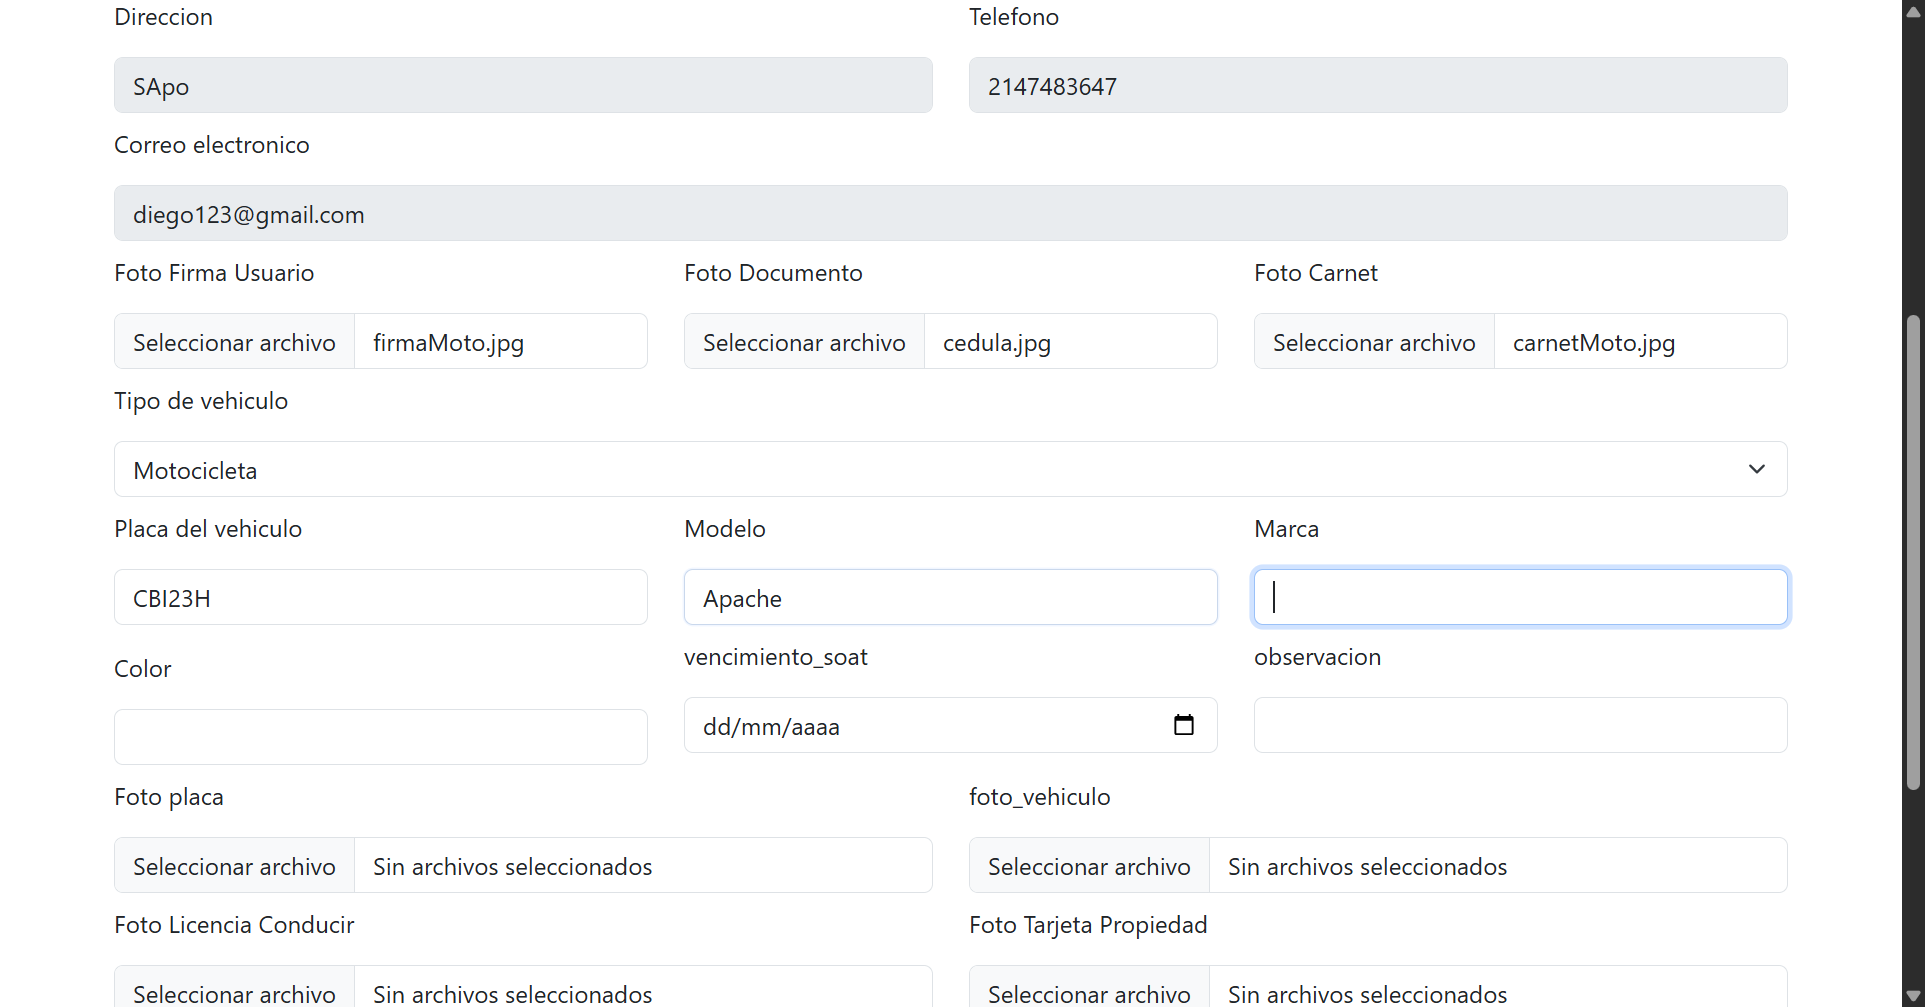 Direccion
Telefono
SApo
2147483647
Correo electronico
diego123@gmail.com
Foto Firma Usuario
Foto Documento
Foto Carnet
Seleccionar archivo firmaMoto.jpg
Seleccionar archivo cedula.jpg
Seleccionar archivo carnetMoto.jpg
Tipo de vehiculo
Motocicleta
Placa del vehiculo
Modelo
Marca
CBI23H
Apache
Color
vencimiento_soat
observacion
dd/mm/aaaa
Foto placa
foto_vehiculo
Seleccionar archivo Sin archivos seleccionados
Seleccionar archivo Sin archivos seleccionados
Foto Licencia Conducir
Foto Tarjeta Propiedad
Seleccionar archivo Sin archivos seleccionados
Seleccionar archivo Sin archivos seleccionados